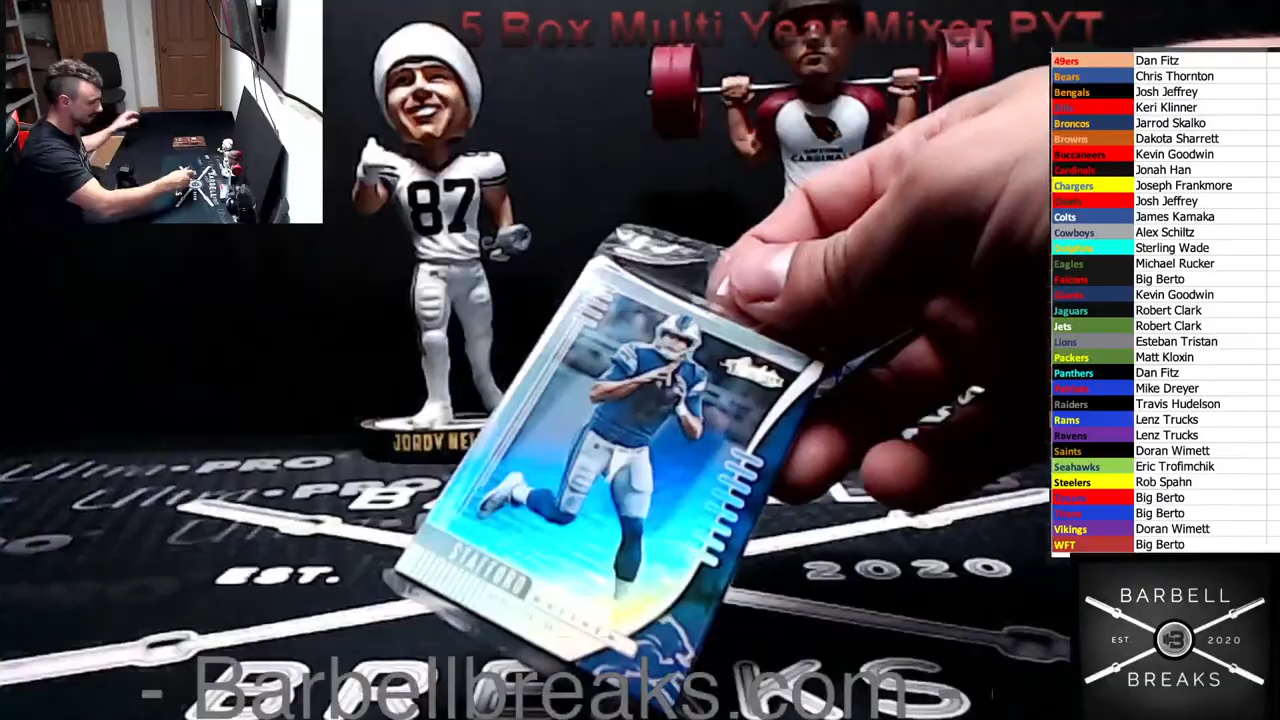 5 Box Multi Year Mixer PYT
49ers Dan Fitz
Bears Chris Thornton
Bengals Josh Jeffrey
Bills Keri Klinner
Broncos Jarrod Skalko
Browns Dakota Sharrett
Buccaneers Kevin Goodwin
Cardinals Jonah Han
Chargers Joseph Frankmore
Chiefs Josh Jeffrey
Colts James Kamaka
Cowboys Alex Schiltz
Dolphins Sterling Wade
Eagles Michael Rucker
Falcons Big Berto
Giants Kevin Goodwin
Jaguars Robert Clark
Jets Robert Clark
Lions Esteban Tristan
Packers Matt Kloxin
Panthers Dan Fitz
Patriots Mike Dreyer
Raiders Travis Hudelson
Rams Lenz Trucks
Ravens Lenz Trucks
Saints Doran Wimett
Seahawks Eric Trofimchik
Steelers Rob Spahn
Texans Big Berto
Titans Big Berto
Vikings Doran Wimett
WFT Big Berto
87
CARDINALS
JORDY NEL
STAFFORD
MATTHEW
Ultra·PRO
Ultra·PRO
EST.
2020
- Barbellbreaks.com -
BARBELL
EST. 2020
BREAKS